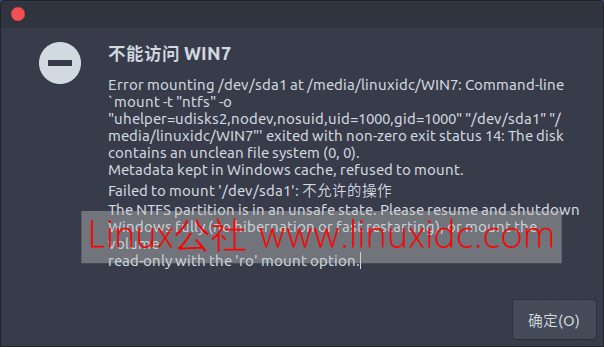 不能访问 WIN7
Error mounting /dev/sda1 at /media/linuxidc/WIN7: Command-line
`mount -t "ntfs" -o
"uhelper=udisks2,nodev,nosuid,uid=1000,gid=1000" "/dev/sda1" "/
media/linuxidc/WIN7"' exited with non-zero exit status 14: The disk
contains an unclean file system (0, 0).
Metadata kept in Windows cache, refused to mount.
Failed to mount '/dev/sda1': 不允许的操作
The NTFS partition is in an unsafe state. Please resume and shutdown
Windows fully (no hibernation or fast restarting), or mount the
volume
read-only with the 'ro' mount option.
Linux公社 www.linuxidc.com
确定(O)